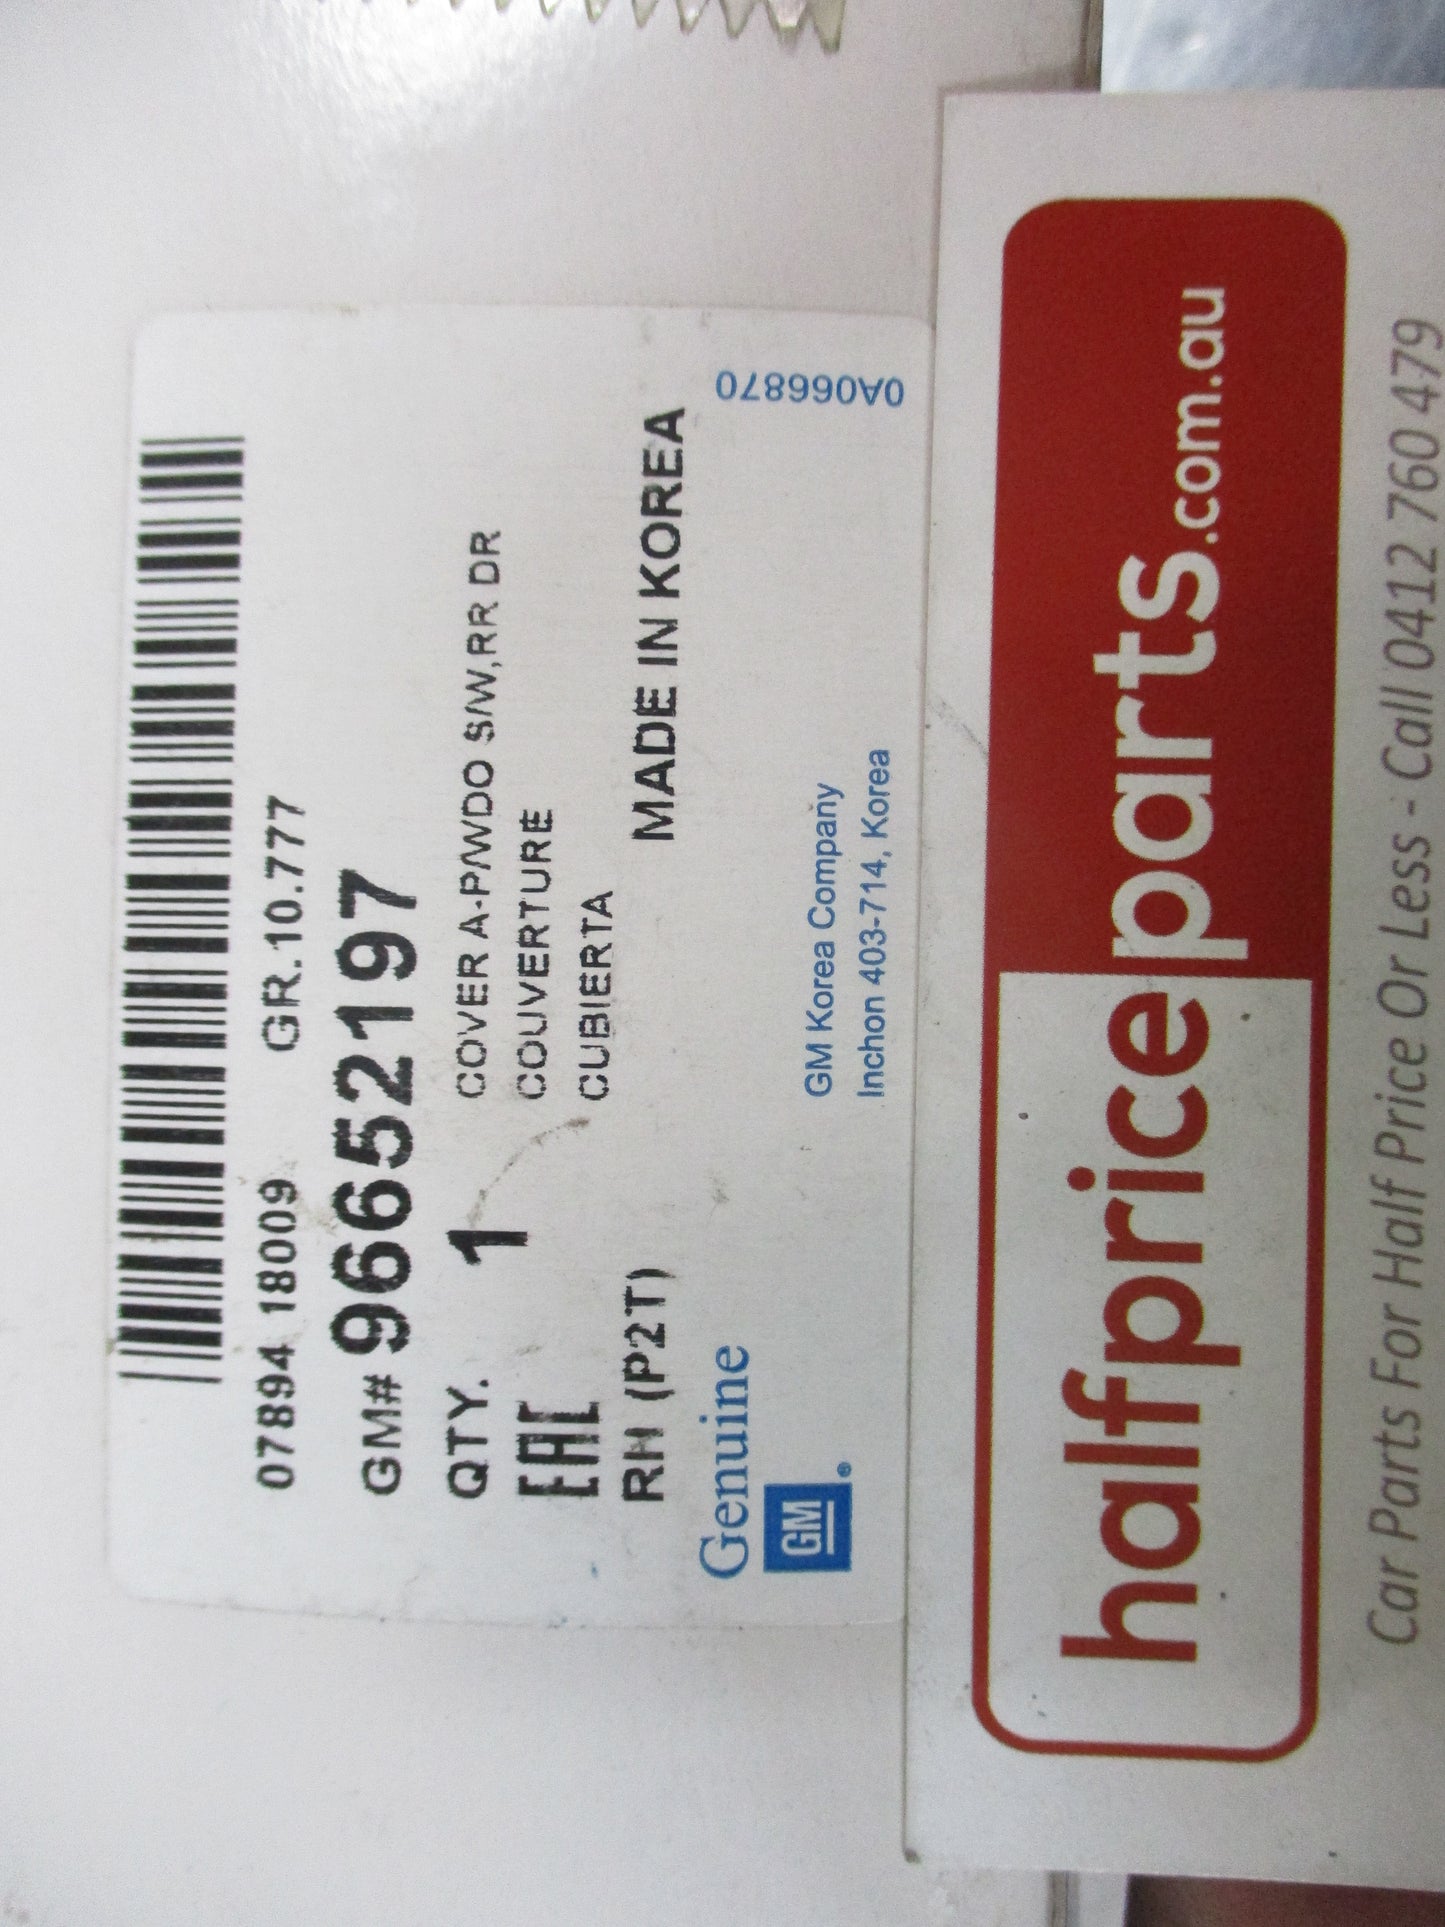 07894 18009 GR.10.777
GM# 96652197
QTY. 1 COVER A-P/WDO S/W,RR DR
COUVERTURE
EAC CUBIERTA
RH (P2T) MADE IN KOREA
Genuine
GM®
GM Korea Company
Inchon 403-714, Korea
0A066870
halfpriceparts.com.au
Car Parts For Half Price Or Less - Call 0412 760 479